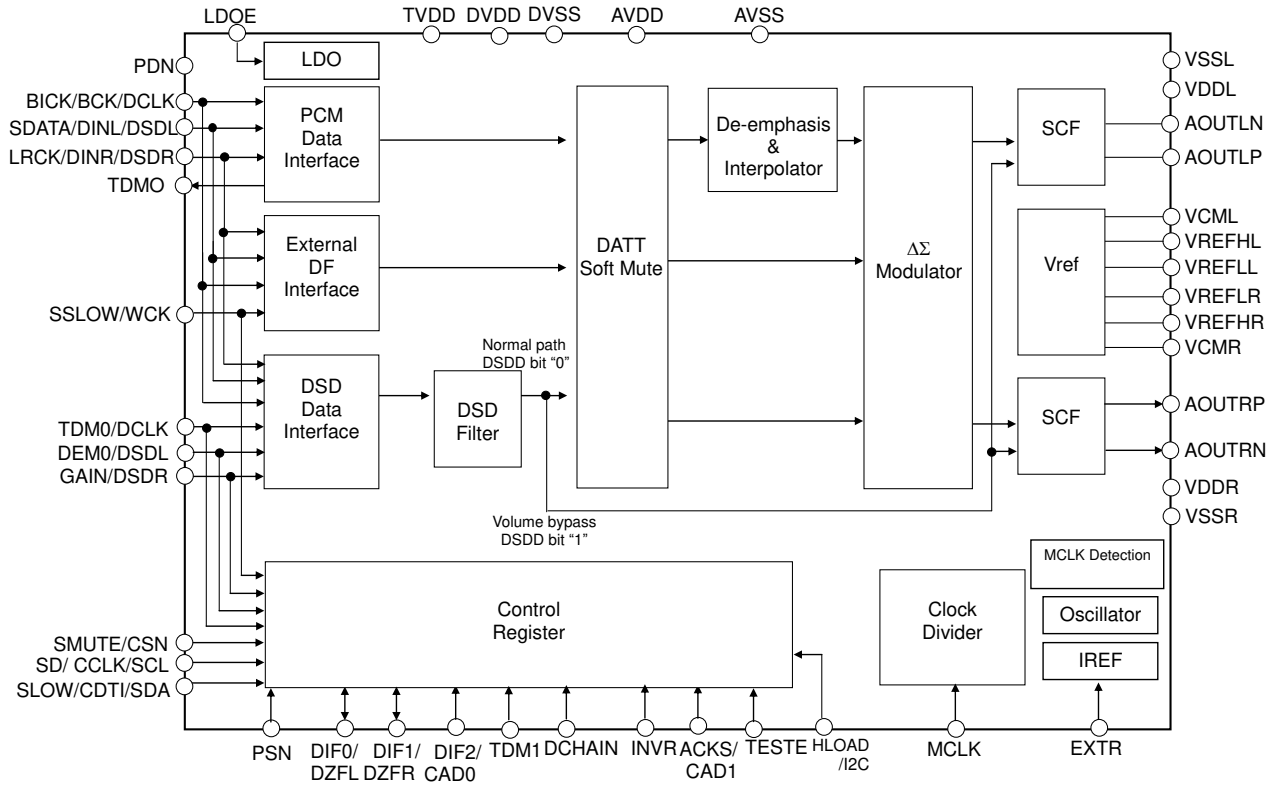 LDOE
TVDD
DVDD
DVSS
AVDD
AVSS
PDN
LDO
VSSL
VDDL
BICK/BCK/DCLK
SDATA/DINL/DSDL
LRCK/DINR/DSDR
TDMO
PCM
Data
Interface
De-emphasis
&
Interpolator
SCF
AOUTLN
AOUTLP
External
DF
Interface
DATT
Soft Mute
ΔΣ
Modulator
Vref
VCML
VREFHL
VREFLL
VREFLR
VREFHR
VCMR
SSLOW/WCK
Normal path
DSDD bit “0”
DSD
Data
Interface
DSD
Filter
SCF
AOUTRP
AOUTRN
TDM0/DCLK
DEM0/DSDL
GAIN/DSDR
VDDR
VSSR
Volume bypass
DSDD bit “1”
MCLK Detection
Control
Register
Clock
Divider
Oscillator
IREF
SMUTE/CSN
SD/ CCLK/SCL
SLOW/CDTI/SDA
PSN
DIF0/
DZFL
DIF1/
DZFR
DIF2/
CAD0
TDM1
DCHAIN
INVR
ACKS/
CAD1
TESTE
HLOAD
/I2C
MCLK
EXTR